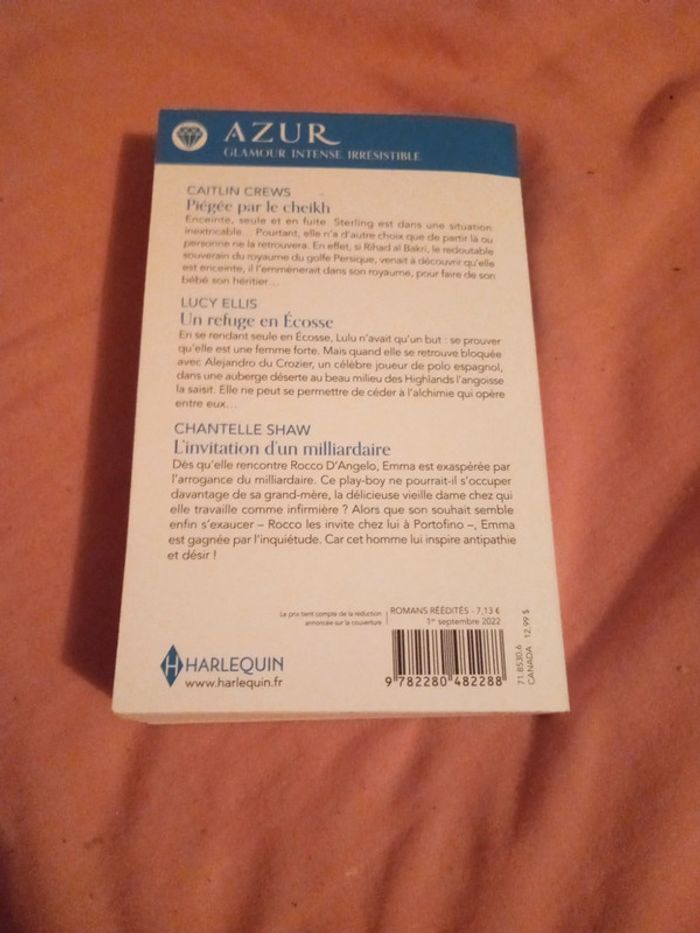 AZUR
GLAMOUR INTENSE IRRÉSISTIBLE
CAITLIN CREWS
Piégée par le cheikh
Enceinte, seule et en fuite. Sterling est dans une situation
inextricable... Pourtant, elle n'a d'autre choix que de partir là ou
personne ne la retrouvera. En effet, si Rihad al Bakri, le redoutable
souverain du royaume du golfe Persique, venait à découvrir qu'elle
est enceinte, il l'emmènerait dans son royaume, pour faire de son
bébé son héritier...
LUCY ELLIS
Un refuge en Écosse
En se rendant seule en Écosse, Lulu n'avait qu'un but : se prouver
qu'elle est une femme forte. Mais quand elle se retrouve bloquée
avec Alejandro du Crozier, un célèbre joueur de polo espagnol,
dans une auberge déserte au beau milieu des Highlands l'angoisse
la saisit. Elle ne peut se permettre de céder à l'alchimie qui opère
entre eux...
CHANTELLE SHAW
L'invitation d'un milliardaire
Dès qu'elle rencontre Rocco D'Angelo, Emma est exaspérée par
l'arrogance du milliardaire. Ce play-boy ne pourrait-il s'occuper
davantage de sa grand-mère, la délicieuse vieille dame chez qui
elle travaille comme infirmière ? Alors que son souhait semble
enfin s'exaucer – Rocco les invite chez lui à Portofino –, Emma
est gagnée par l'inquiétude. Car cet homme lui inspire antipathie
et désir !
Le prix tient compte de la réduction
annoncée sur la couverture
ROMANS RÉÉDITÉS - 7,13 €
1er septembre 2022
HARLEQUIN
www.harlequin.fr
9 782280 482288
71.8530.6
CANADA 12.99 $